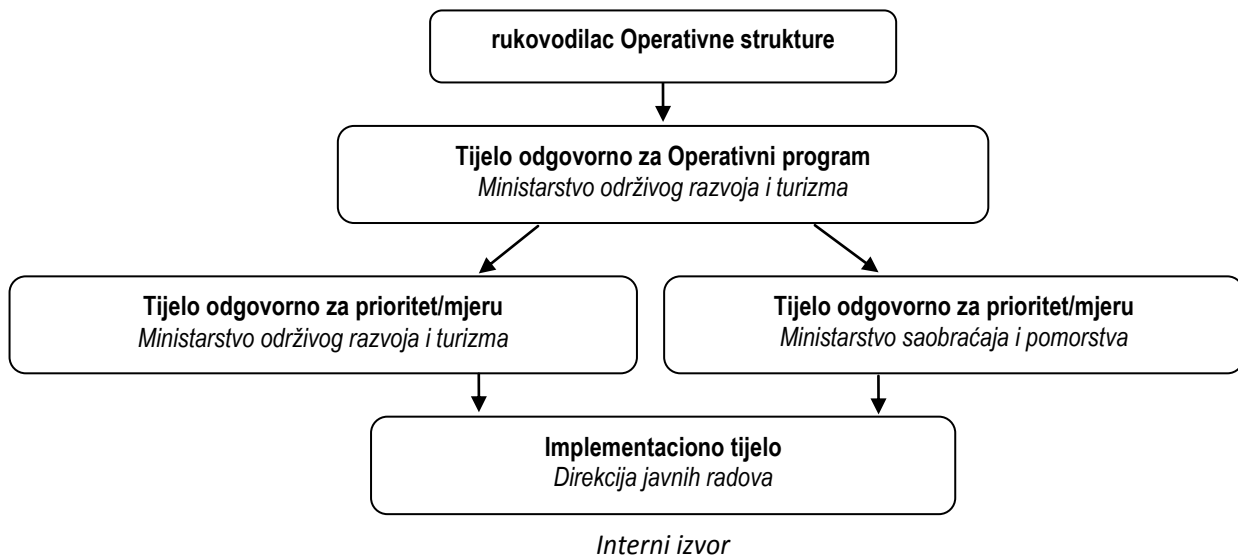 rukovodilac Operativne strukture
Tijelo odgovorno za Operativni program
Ministarstvo održivog razvoja i turizma
Tijelo odgovorno za prioritet/mjeru
Ministarstvo održivog razvoja i turizma
Tijelo odgovorno za prioritet/mjeru
Ministarstvo saobraćaja i pomorstva
Implementaciono tijelo
Direkcija javnih radova
Interni izvor